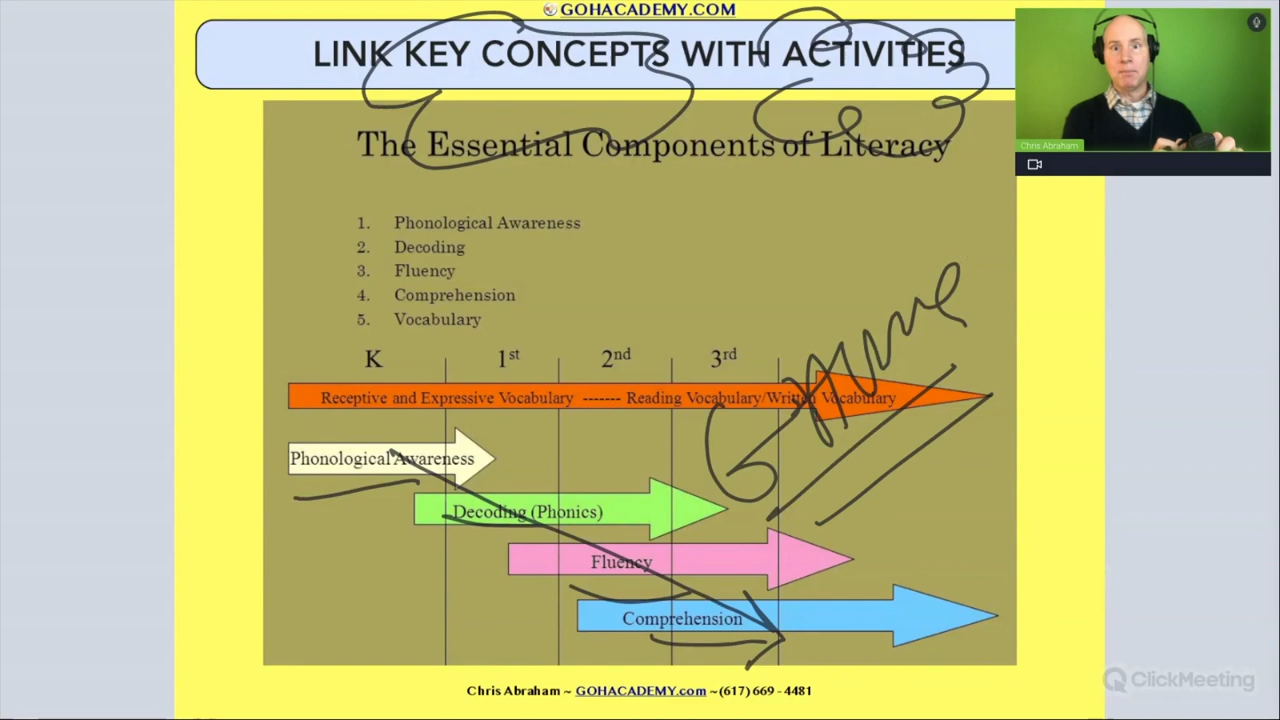 GOHACADEMY.COM
LINK KEY CONCEPTS WITH ACTIVITIES
Chris Abraham
The Essential Components of Literacy
1. Phonological Awareness
2. Decoding
3. Fluency
4. Comprehension
5. Vocabulary
K 1st 2nd 3rd
Receptive and Expressive Vocabulary ------- Reading Vocabulary/Written Vocabulary
Phonological Awareness
Decoding (Phonics)
Fluency
Comprehension
ClickMeeting
Chris Abraham ~ GOHACADEMY.com ~(617) 669 - 4481